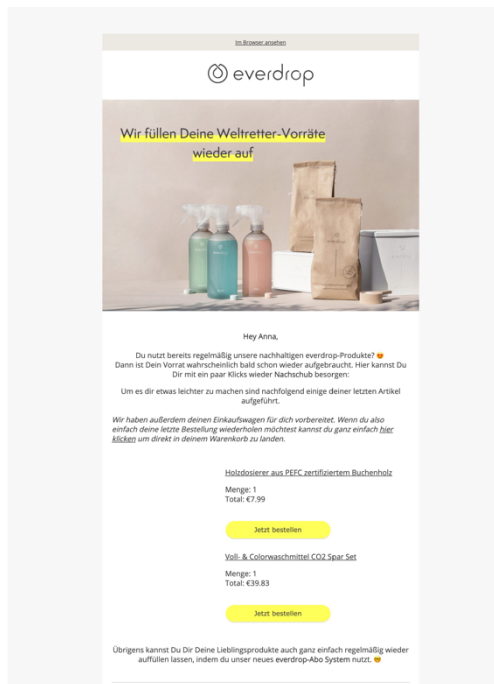 Im Browser ansehen
everdrop
Wir füllen Deine Weltretter-Vorräte
wieder auf
Hey Anna,
Du nutzt bereits regelmäßig unsere nachhaltigen everdrop-Produkte? 😍
Dann ist Dein Vorrat wahrscheinlich bald schon wieder aufgebraucht. Hier kannst Du
Dir mit ein paar Klicks wieder Nachschub besorgen:
Um es dir etwas leichter zu machen sind nachfolgend einige deiner letzten Artikel
aufgeführt.
Wir haben außerdem deinen Einkaufswagen für dich vorbereitet. Wenn du also
einfach deine letzte Bestellung wiederholen möchtest kannst du ganz einfach hier
klicken um direkt in deinem Warenkorb zu landen.
Holzdosierer aus PEFC zertifiziertem Buchenholz
Menge: 1
Total: €7.99
Jetzt bestellen
Voll- & Colorwaschmittel CO2 Spar Set
Menge: 1
Total: €39.83
Jetzt bestellen
Übrigens kannst Du Dir Deine Lieblingsprodukte auch ganz einfach regelmäßig wieder
auffüllen lassen, indem du unser neues everdrop-Abo System nutzt. 😍